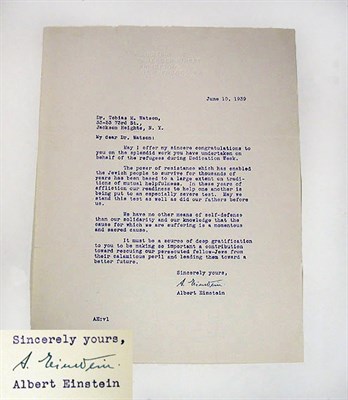 June 10, 1939
Dr. Tobias M. Watson,
Jackson Heights, N. Y.
My dear Dr. Watson:
May I offer my sincere congratulations to
you on the splendid work you have undertaken on
behalf of the refugees during Dedication Week.
The power of resistance which has enabled
the Jewish people to survive for thousands of
years has been based to a large extent on tradi-
tions of mutual helpfulness. In these years of
affliction our readiness to help one another is
being put to an especially severe test. May we
stand this test as well as did our fathers before
us.
We have no other means of self-defense
than our solidarity and our knowledge that the
cause for which we are suffering is a momentous
and sacred cause.
It must be a source of deep gratification
to you to be making so important a contribution
toward rescuing our persecuted fellow-Jews from
their calamitous peril and leading them toward a
better future.
Sincerely yours,
A. Einstein
Albert Einstein
AE:vl
Sincerely yours,
A. Einstein.
Albert Einstein